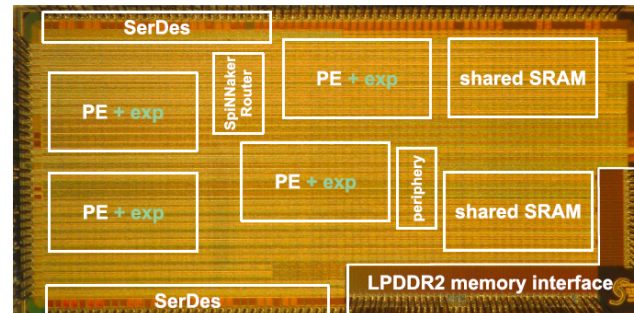 SerDes
PE + exp
SpiNNaker
Router
PE + exp
shared SRAM
PE + exp
PE + exp
periphery
shared SRAM
LPDDR2 memory interface
SerDes